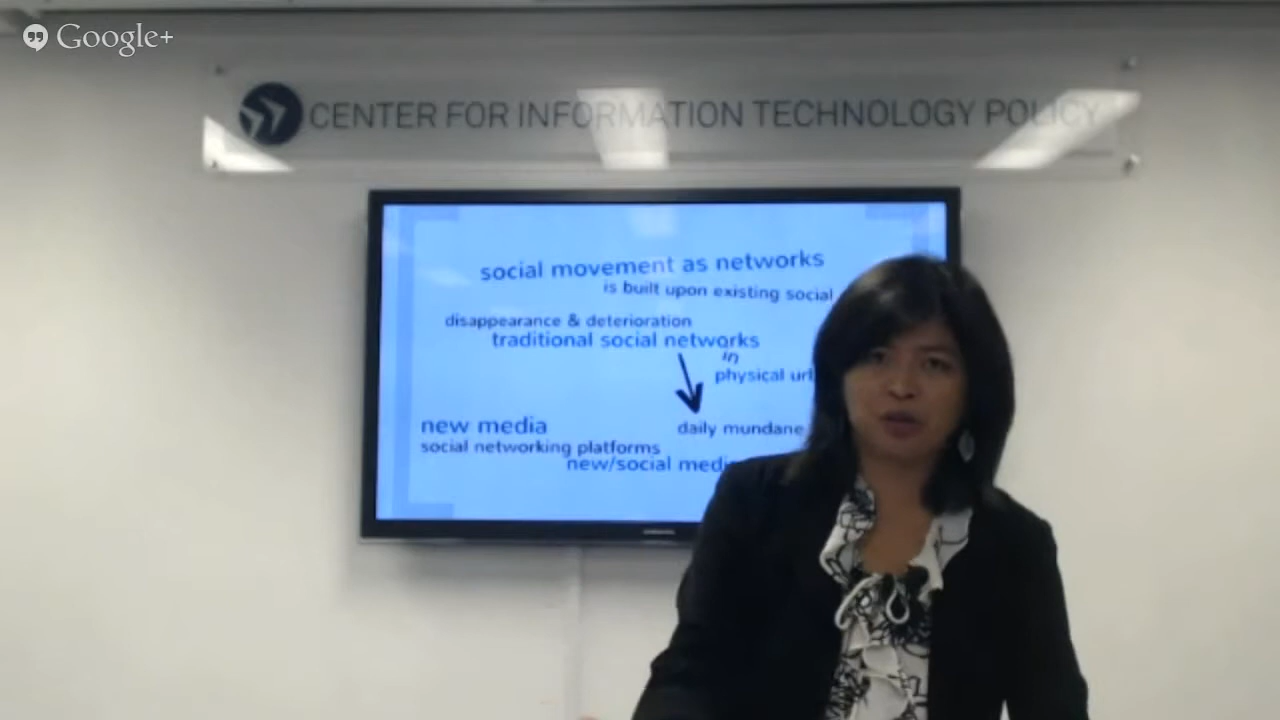 Google+
CENTER FOR INFORMATION TECHNOLOGY POLICY
social movement as networks
is built upon existing social
disappearance & deterioration
traditional social networks
in
physical
daily mundane
new media
social networking platforms
new/social